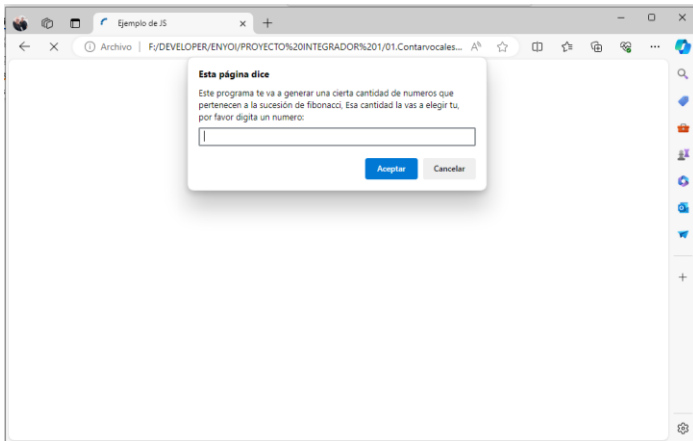 Ejemplo de JS
Archivo | F:/DEVELOPER/ENYOI/PROYECTO%20INTEGRADOR%201/01.Contarvocales...
Esta página dice
Este programa te va a generar una cierta cantidad de numeros que
pertenecen a la sucesión de fibonacci, Esa cantidad la vas a elegir tu,
por favor digita un numero:
Aceptar Cancelar